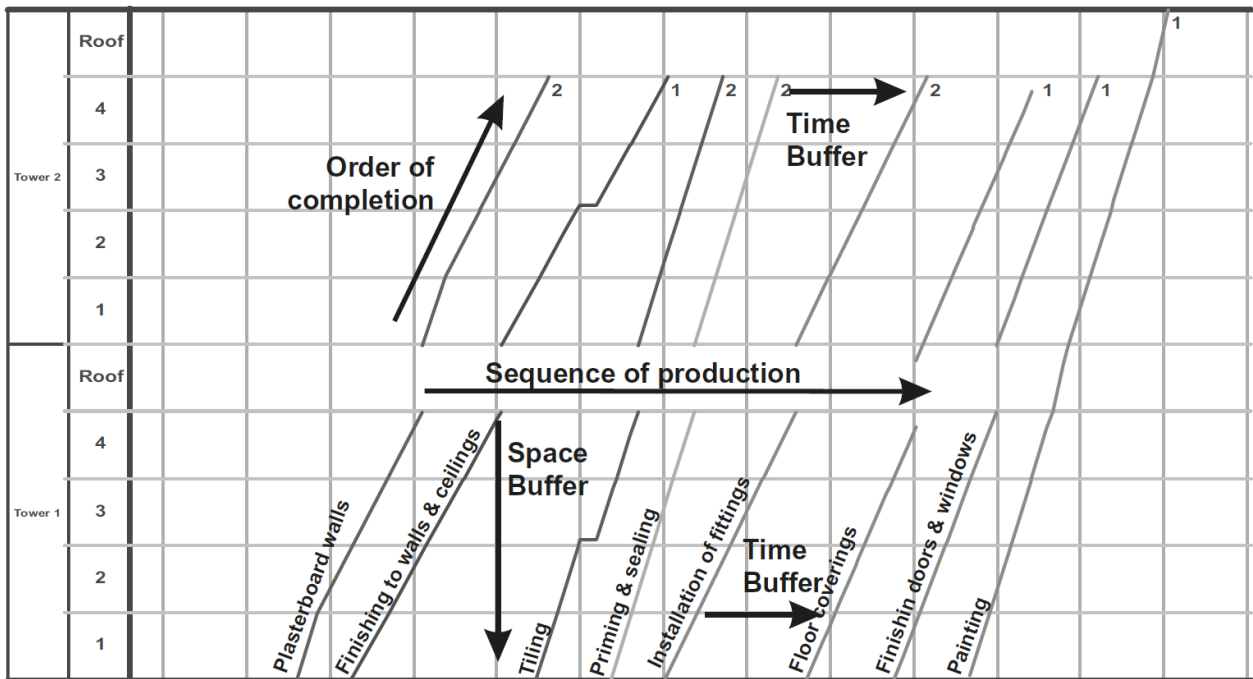 Roof
1
4
2
1
2
2
2
1
1
Time
Buffer
Order of
completion
Tower 2
3
2
1
Roof
Sequence of production
4
Space
Buffer
Tower 1
3
2
1
Plasterboard walls
Finishing to walls & ceilings
Tiling
Priming & sealing
Installation of fittings
Time
Buffer
Floor coverings
Finishin doors & windows
Painting